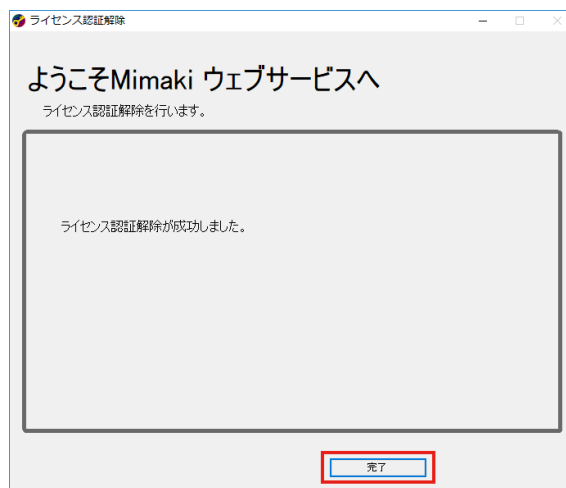 ライセンス認証解除
ようこそMimaki ウェブサービスへ
ライセンス認証解除を行います。
ライセンス認証解除が成功しました。
完了